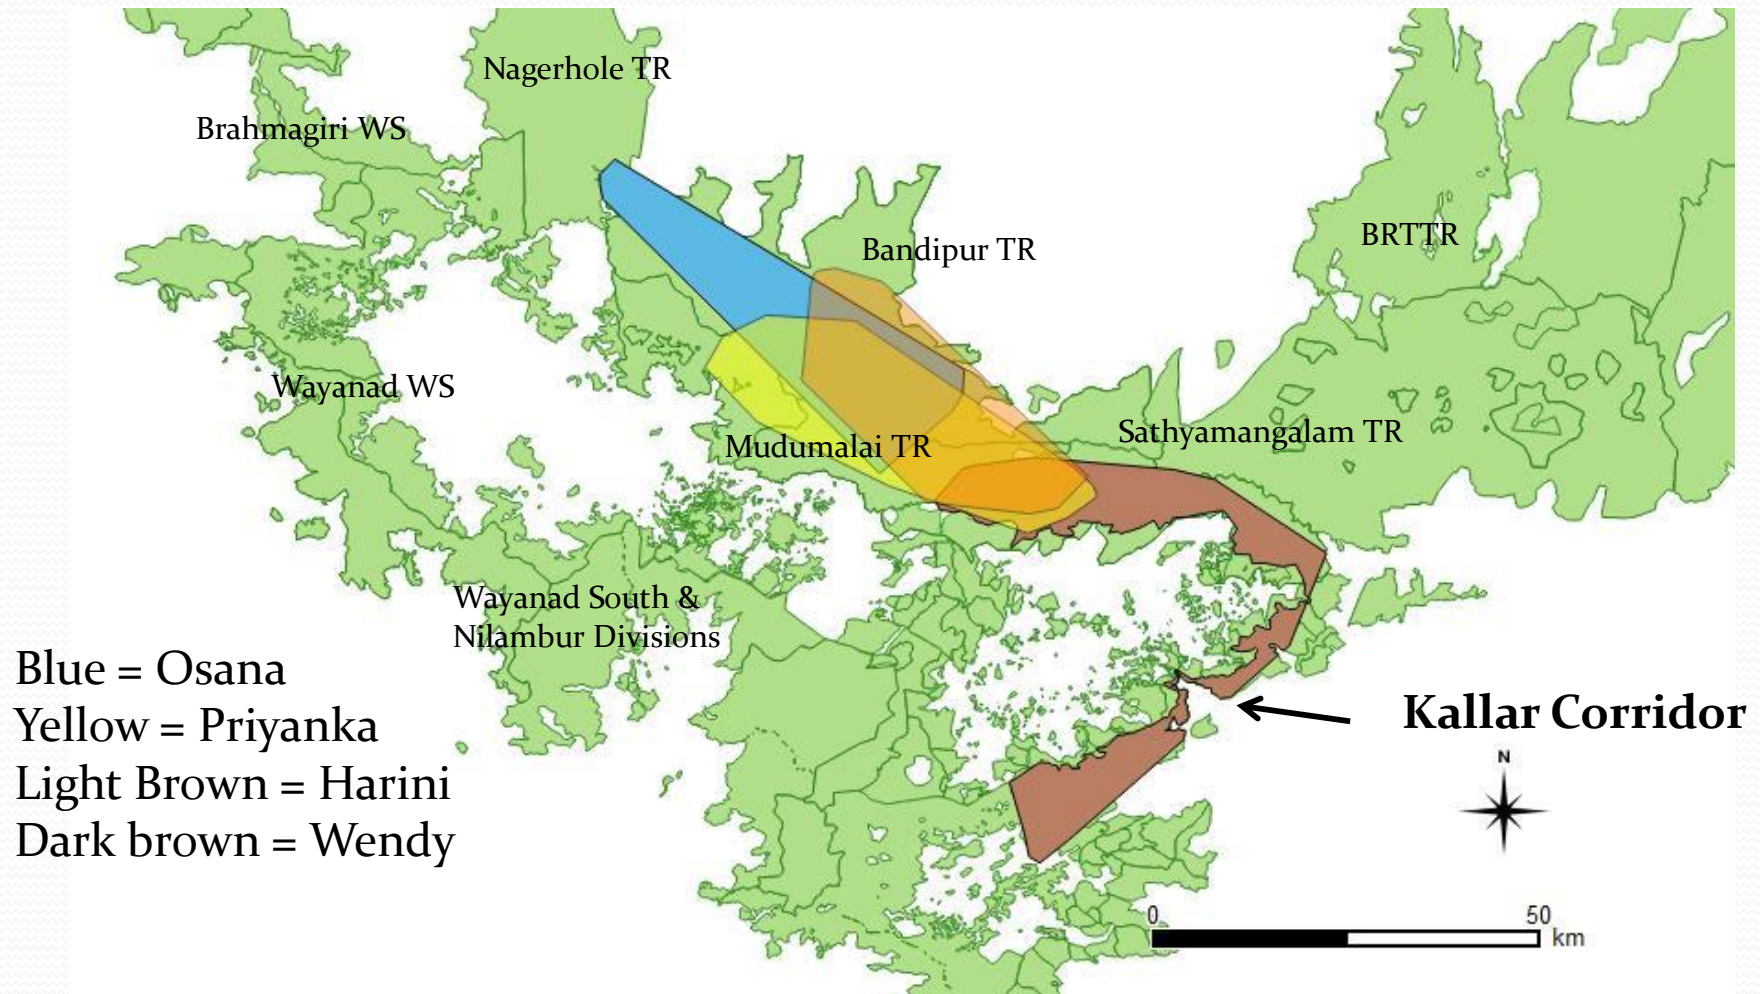 Nagerhole TR
Brahmagiri WS
Bandipur TR
BRTTR
Wayanad WS
Mudumalai TR
Sathyamangalam TR
Wayanad South &
Nilambur Divisions
Blue = Osana
Yellow = Priyanka
Light Brown = Harini
Dark brown = Wendy
Kallar Corridor
N
0 50
km